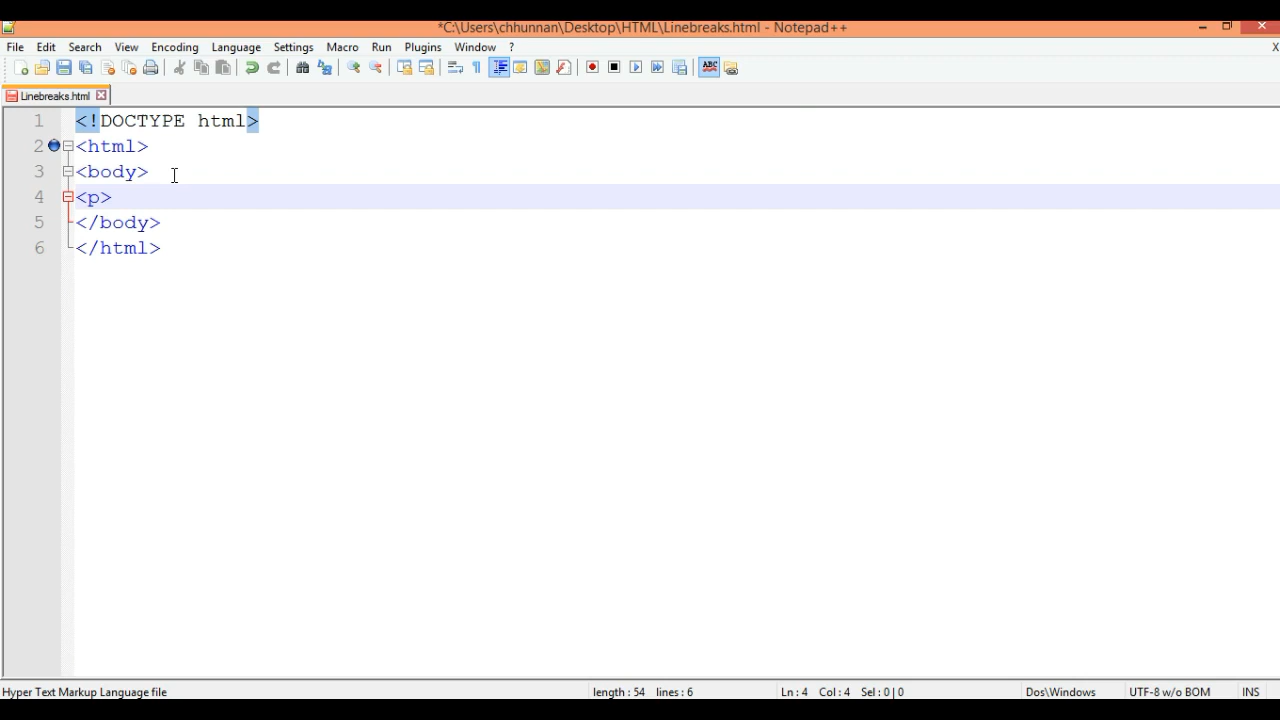 *C:\Users\chhunnan\Desktop\HTML\Linebreaks.html - Notepad++
File Edit Search View Encoding Language Settings Macro Run Plugins Window ? X
ABC
Linebreaks.html
1 <!DOCTYPE html>
2 <html>
3 <body>
4 <p>
5 </body>
6 </html>
Hyper Text Markup Language file length : 54 lines : 6 Ln : 4 Col : 4 Sel : 0 | 0 Dos\Windows UTF-8 w/o BOM INS